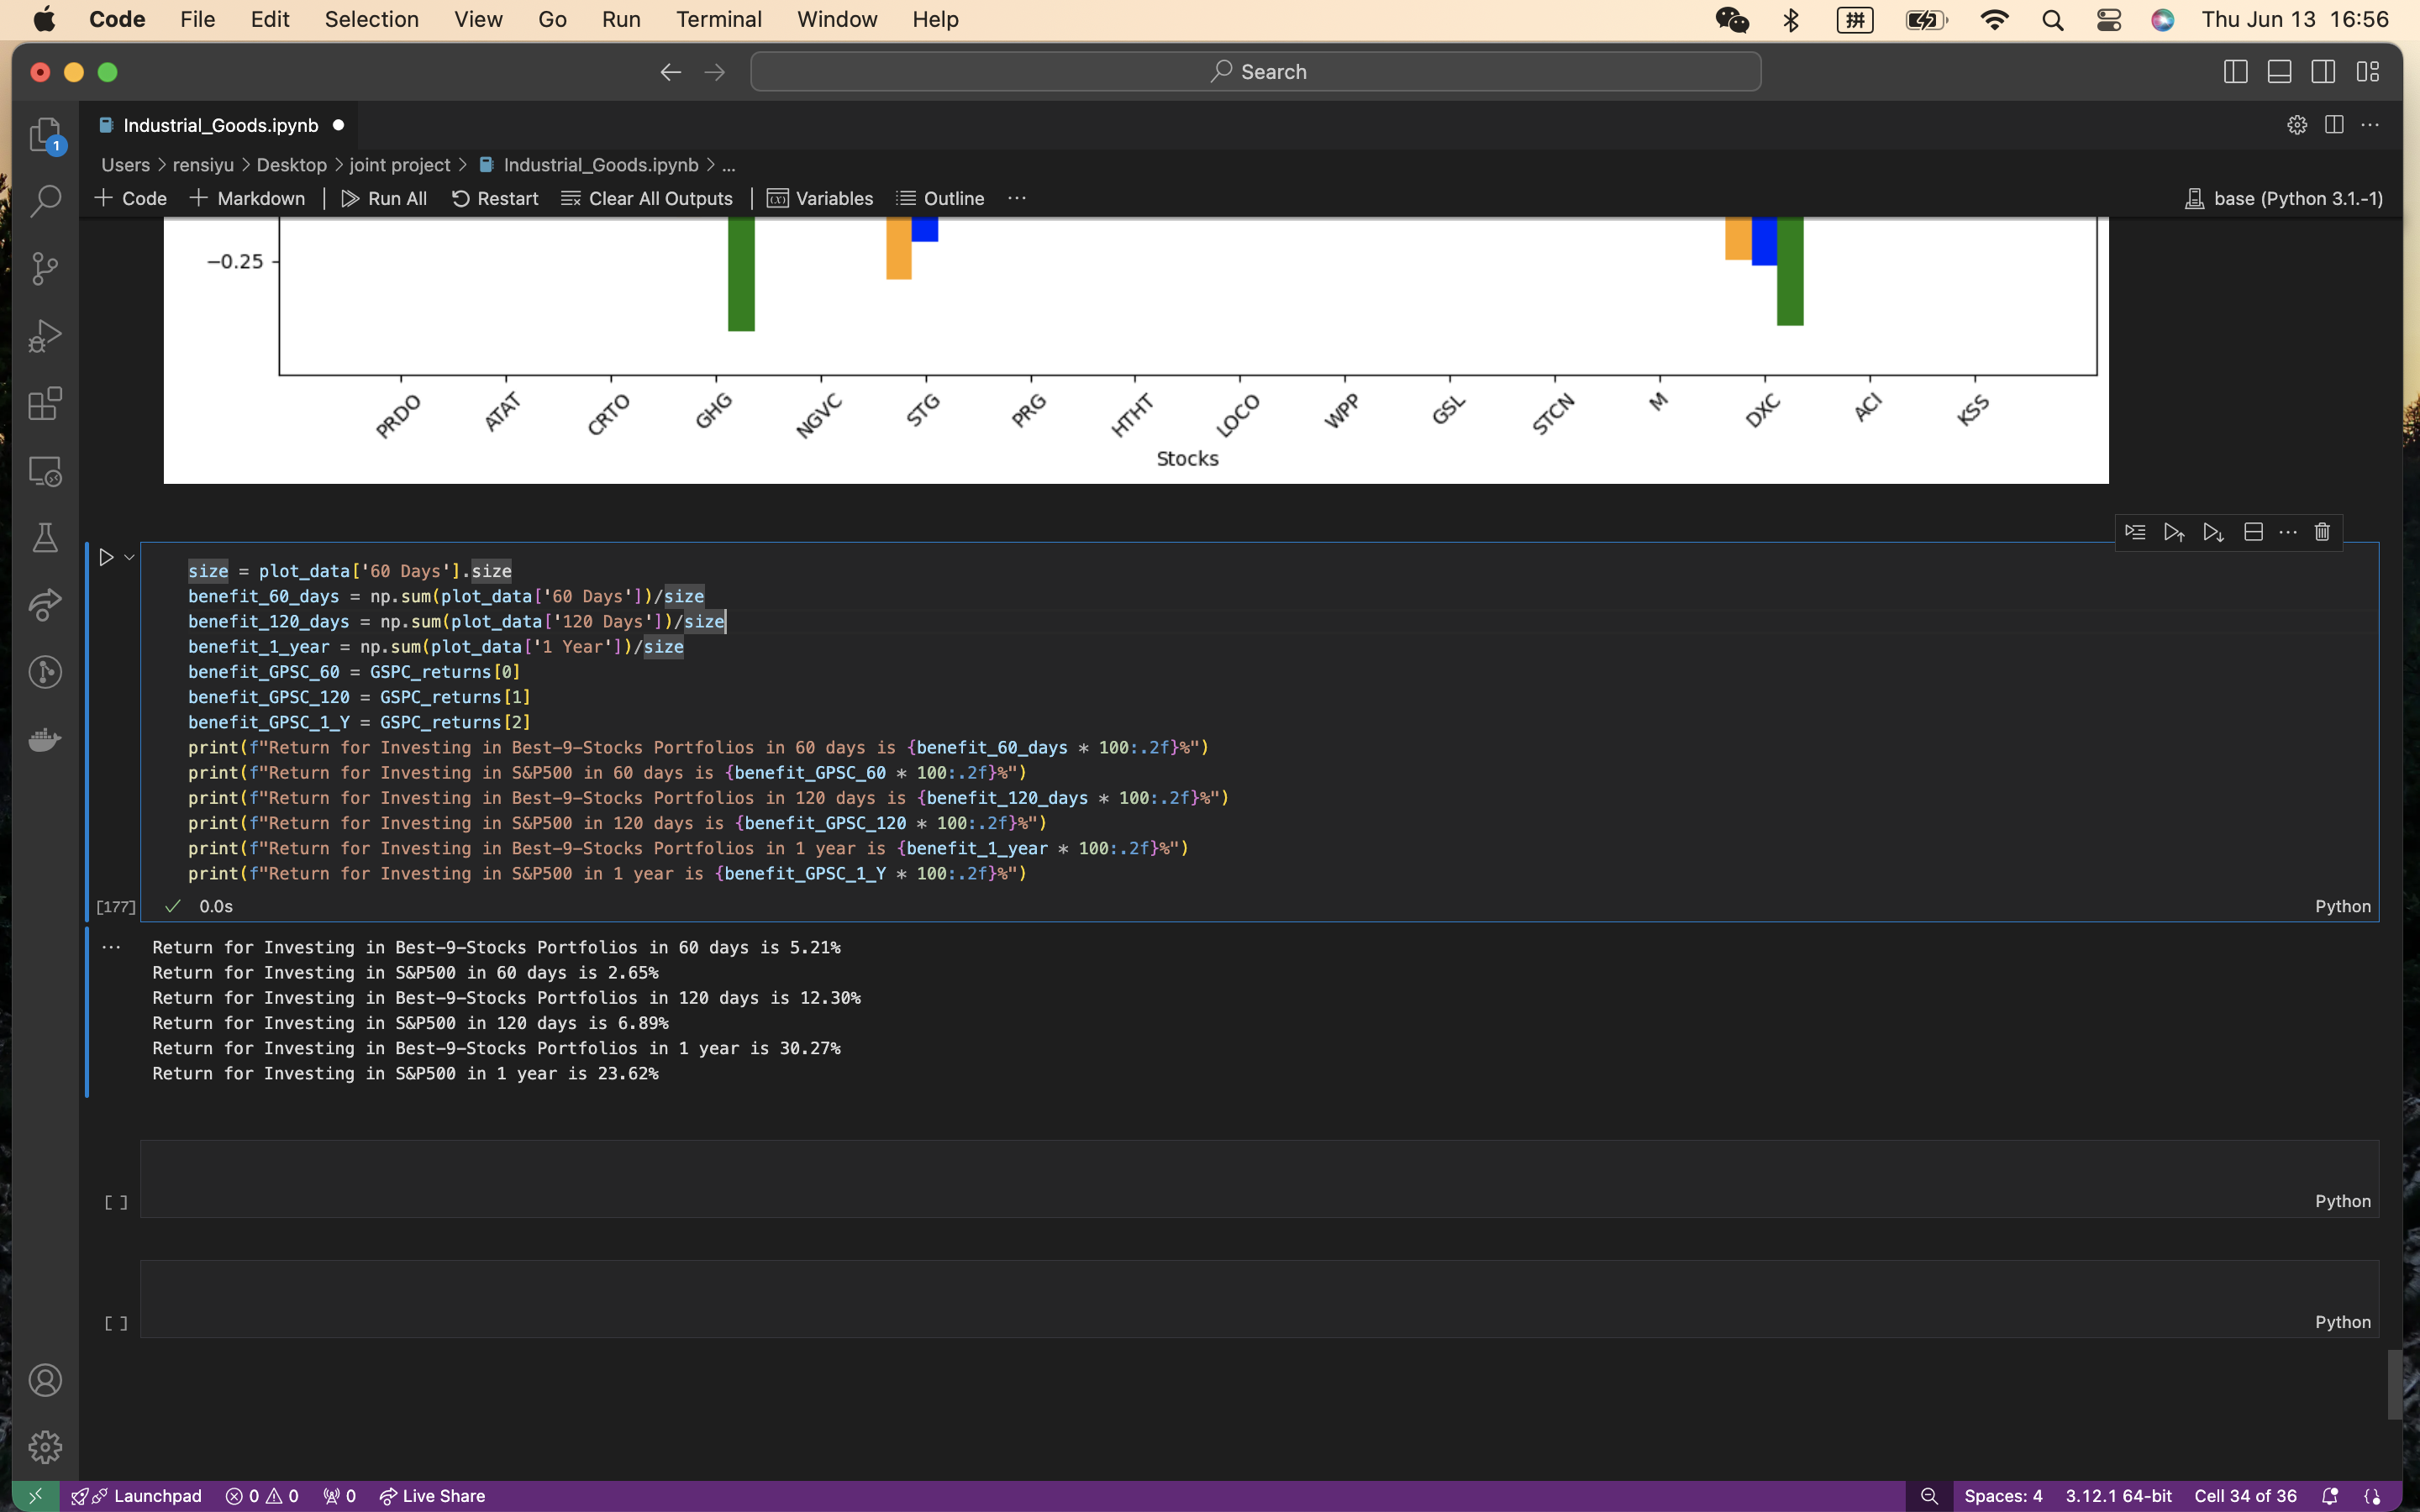 Code File Edit Selection View Go Run Terminal Window Help 拼 Thu Jun 13 16:56
Search
Industrial_Goods.ipynb
1
Users > rensiyu > Desktop > joint project > Industrial_Goods.ipynb > ...
+ Code + Markdown | Run All Restart Clear All Outputs | (x) Variables Outline ... base (Python 3.1.-1)
−0.25
PRDO ATAT CRTO GHG NGVC STG PRG HTHT LOCO WPP GSL STCN M DXC ACI KSS
Stocks
size = plot_data['60 Days'].size
benefit_60_days = np.sum(plot_data['60 Days'])/size
benefit_120_days = np.sum(plot_data['120 Days'])/size
benefit_1_year = np.sum(plot_data['1 Year'])/size
benefit_GPSC_60 = GSPC_returns[0]
benefit_GPSC_120 = GSPC_returns[1]
benefit_GPSC_1_Y = GSPC_returns[2]
print(f"Return for Investing in Best-9-Stocks Portfolios in 60 days is {benefit_60_days * 100:.2f}%")
print(f"Return for Investing in S&P500 in 60 days is {benefit_GPSC_60 * 100:.2f}%")
print(f"Return for Investing in Best-9-Stocks Portfolios in 120 days is {benefit_120_days * 100:.2f}%")
print(f"Return for Investing in S&P500 in 120 days is {benefit_GPSC_120 * 100:.2f}%")
print(f"Return for Investing in Best-9-Stocks Portfolios in 1 year is {benefit_1_year * 100:.2f}%")
print(f"Return for Investing in S&P500 in 1 year is {benefit_GPSC_1_Y * 100:.2f}%")
[177] ✓ 0.0s Python
... Return for Investing in Best-9-Stocks Portfolios in 60 days is 5.21%
Return for Investing in S&P500 in 60 days is 2.65%
Return for Investing in Best-9-Stocks Portfolios in 120 days is 12.30%
Return for Investing in S&P500 in 120 days is 6.89%
Return for Investing in Best-9-Stocks Portfolios in 1 year is 30.27%
Return for Investing in S&P500 in 1 year is 23.62%
[ ] Python
[ ] Python
Launchpad 0 0 0 Live Share Spaces: 4 3.12.1 64-bit Cell 34 of 36